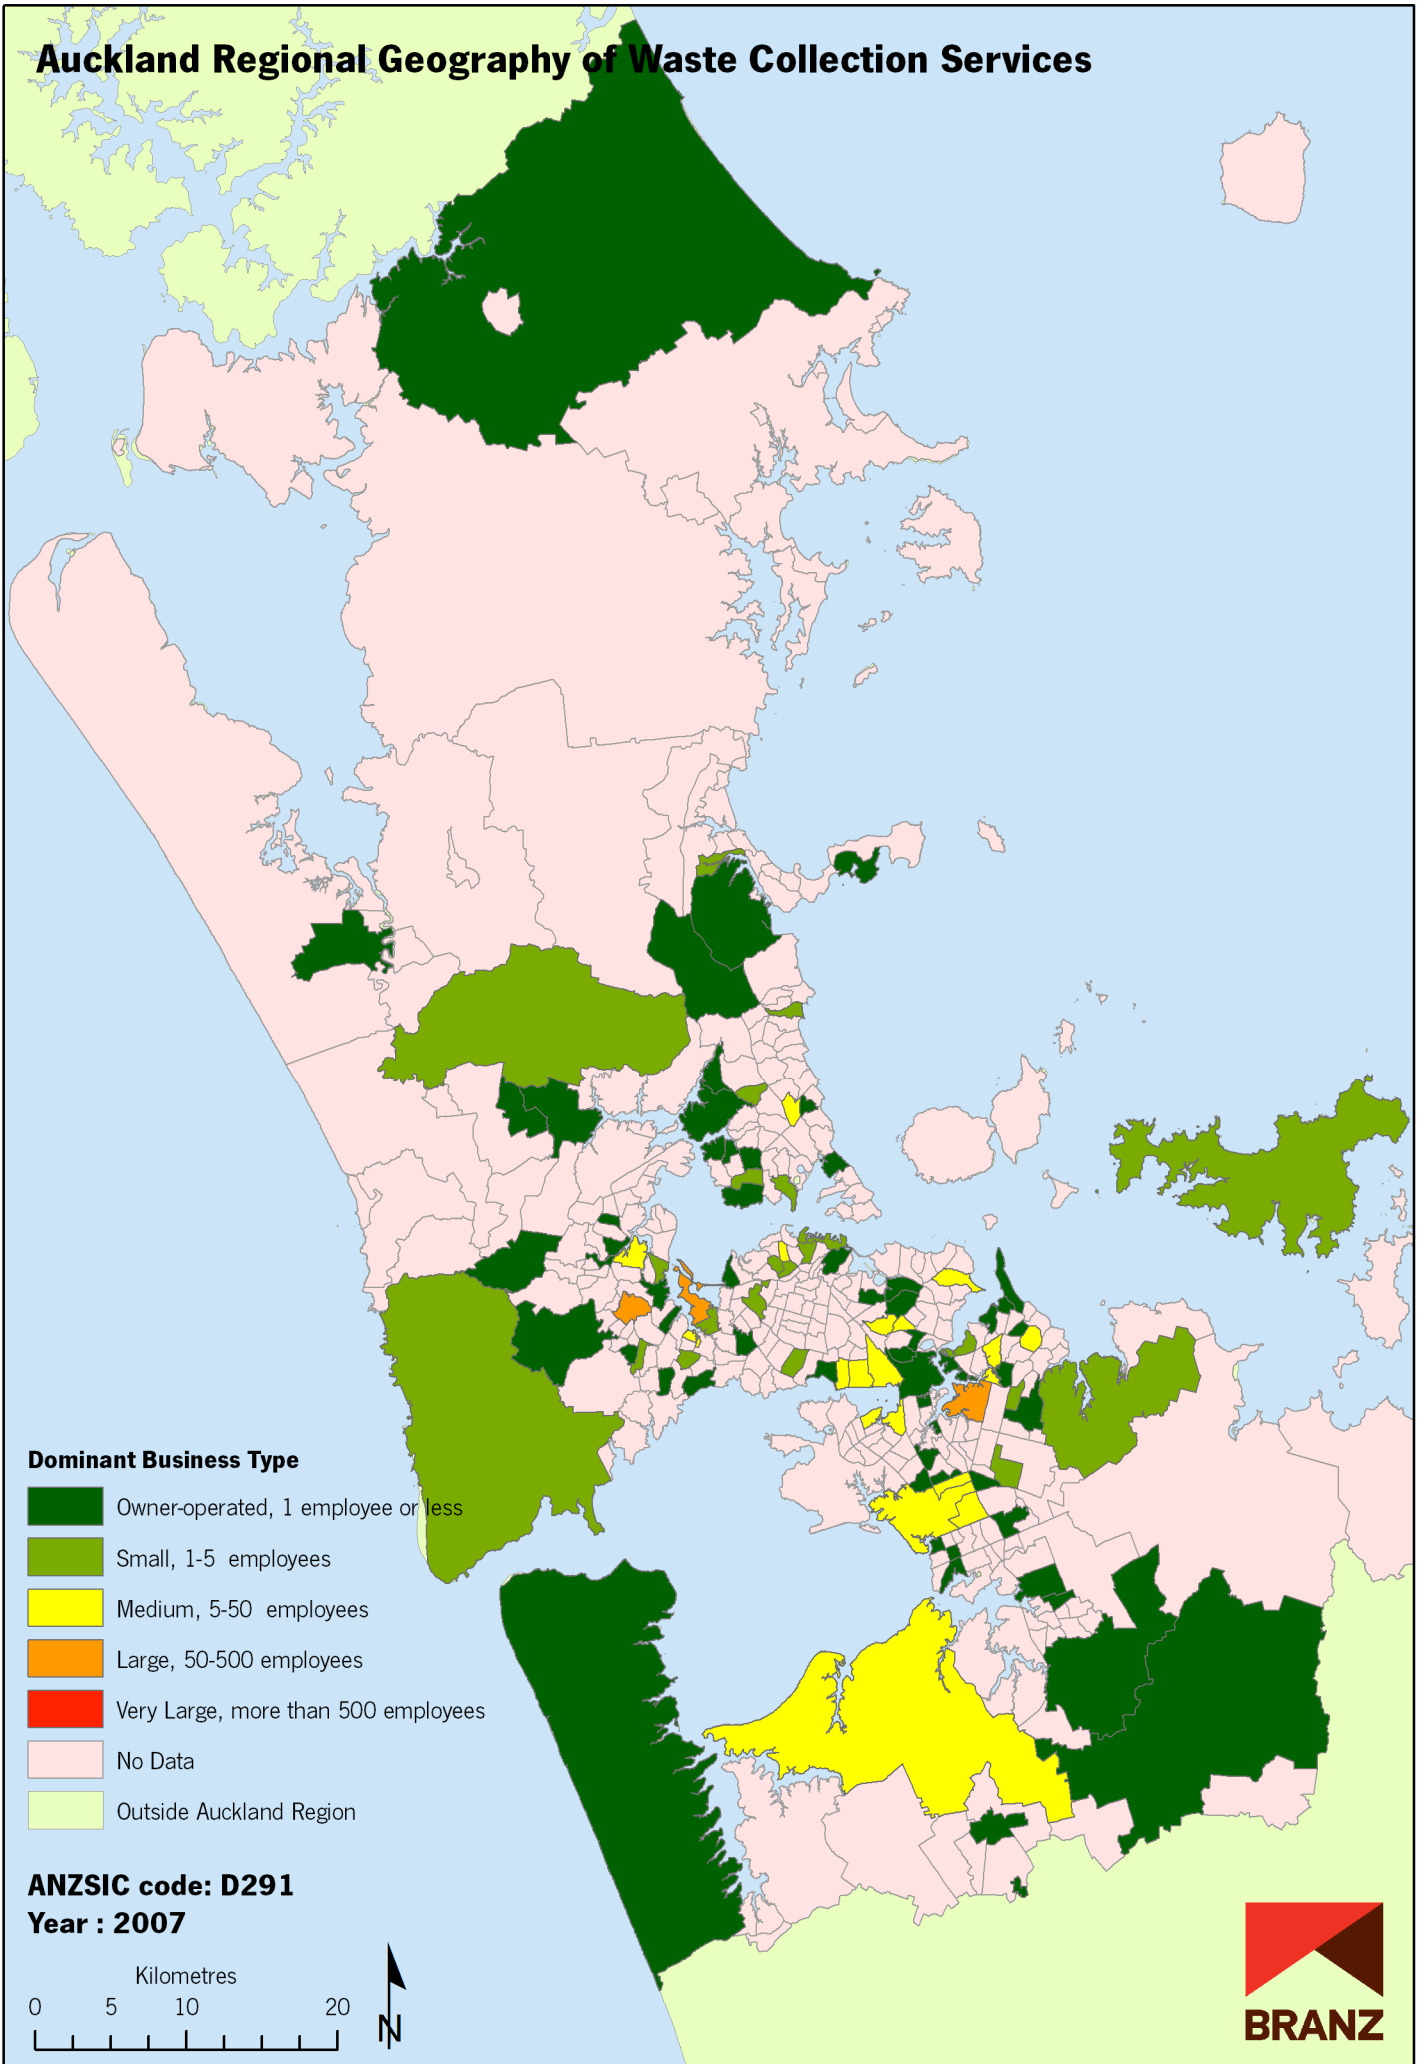 Auckland Regional Geography of Waste Collection Services
Dominant Business Type
Owner-operated, 1 employee or less
Small, 1-5 employees
Medium, 5-50 employees
Large, 50-500 employees
Very Large, more than 500 employees
No Data
Outside Auckland Region
ANZSIC code: D291
Year : 2007
Kilometres
0 5 10 20
N
BRANZ